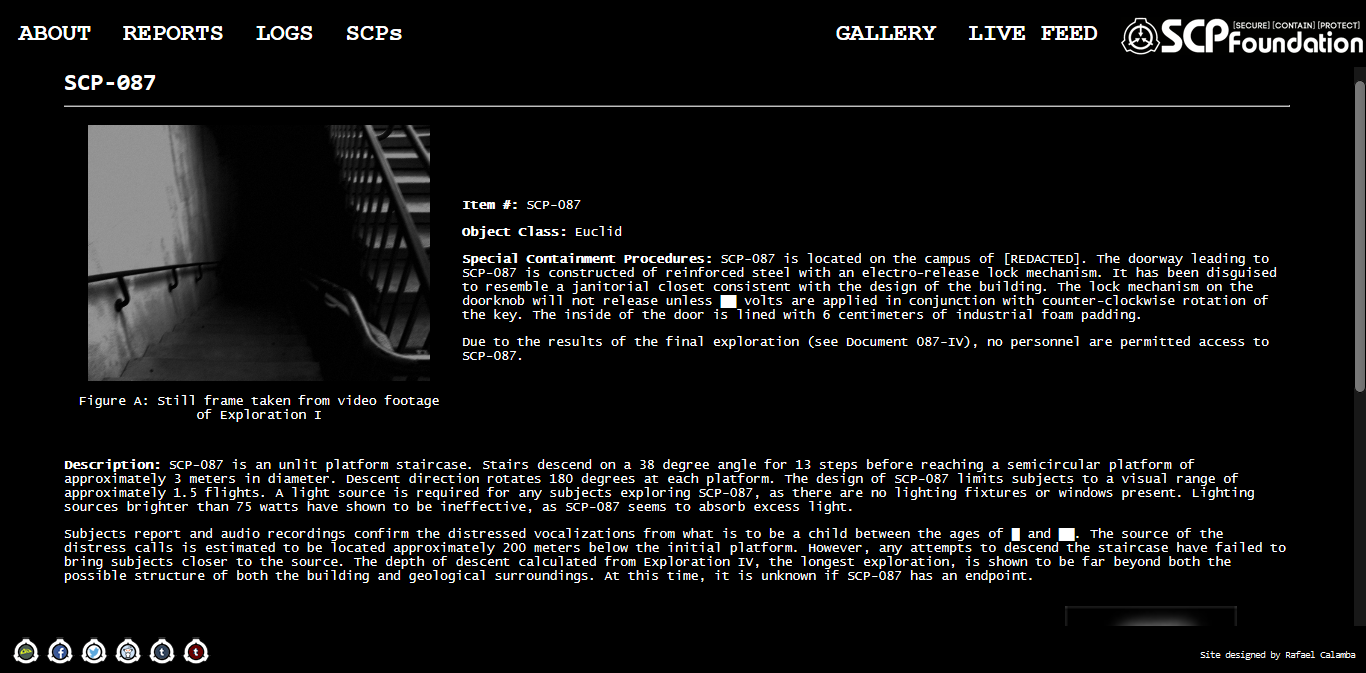 ABOUT REPORTS LOGS SCPs GALLERY LIVE FEED [SECURE] [CONTAIN] [PROTECT]
SCP Foundation
SCP-087
Item #: SCP-087
Object Class: Euclid
Special Containment Procedures: SCP-087 is located on the campus of [REDACTED]. The doorway leading to
SCP-087 is constructed of reinforced steel with an electro-release lock mechanism. It has been disguised
to resemble a janitorial closet consistent with the design of the building. The lock mechanism on the
doorknob will not release unless ██ volts are applied in conjunction with counter-clockwise rotation of
the key. The inside of the door is lined with 6 centimeters of industrial foam padding.
Due to the results of the final exploration (see Document 087-IV), no personnel are permitted access to
SCP-087.
Figure A: Still frame taken from video footage
of Exploration I
Description: SCP-087 is an unlit platform staircase. Stairs descend on a 38 degree angle for 13 steps before reaching a semicircular platform of
approximately 3 meters in diameter. Descent direction rotates 180 degrees at each platform. The design of SCP-087 limits subjects to a visual range of
approximately 1.5 flights. A light source is required for any subjects exploring SCP-087, as there are no lighting fixtures or windows present. Lighting
sources brighter than 75 watts have shown to be ineffective, as SCP-087 seems to absorb excess light.
Subjects report and audio recordings confirm the distressed vocalizations from what is to be a child between the ages of █ and ██. The source of the
distress calls is estimated to be located approximately 200 meters below the initial platform. However, any attempts to descend the staircase have failed to
bring subjects closer to the source. The depth of descent calculated from Exploration IV, the longest exploration, is shown to be far beyond both the
possible structure of both the building and geological surroundings. At this time, it is unknown if SCP-087 has an endpoint.
Site designed by Rafael Calamba